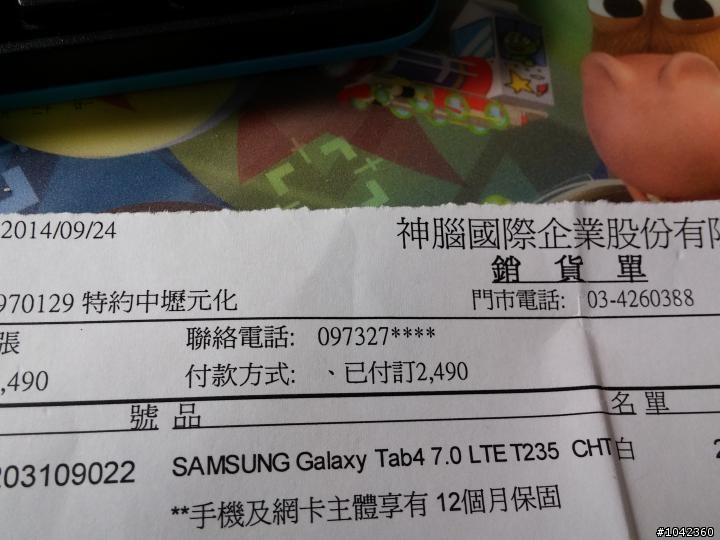 2014/09/24
神腦國際企業股份有限
銷貨單
970129 特約中壢元化
門市電話: 03-4260388
張
聯絡電話: 097327****
,490
付款方式: 、已付訂2,490
號 品 名 單
203109022 SAMSUNG Galaxy Tab4 7.0 LTE T235 CHT白 2
**手機及網卡主體享有 12個月保固
#1042360